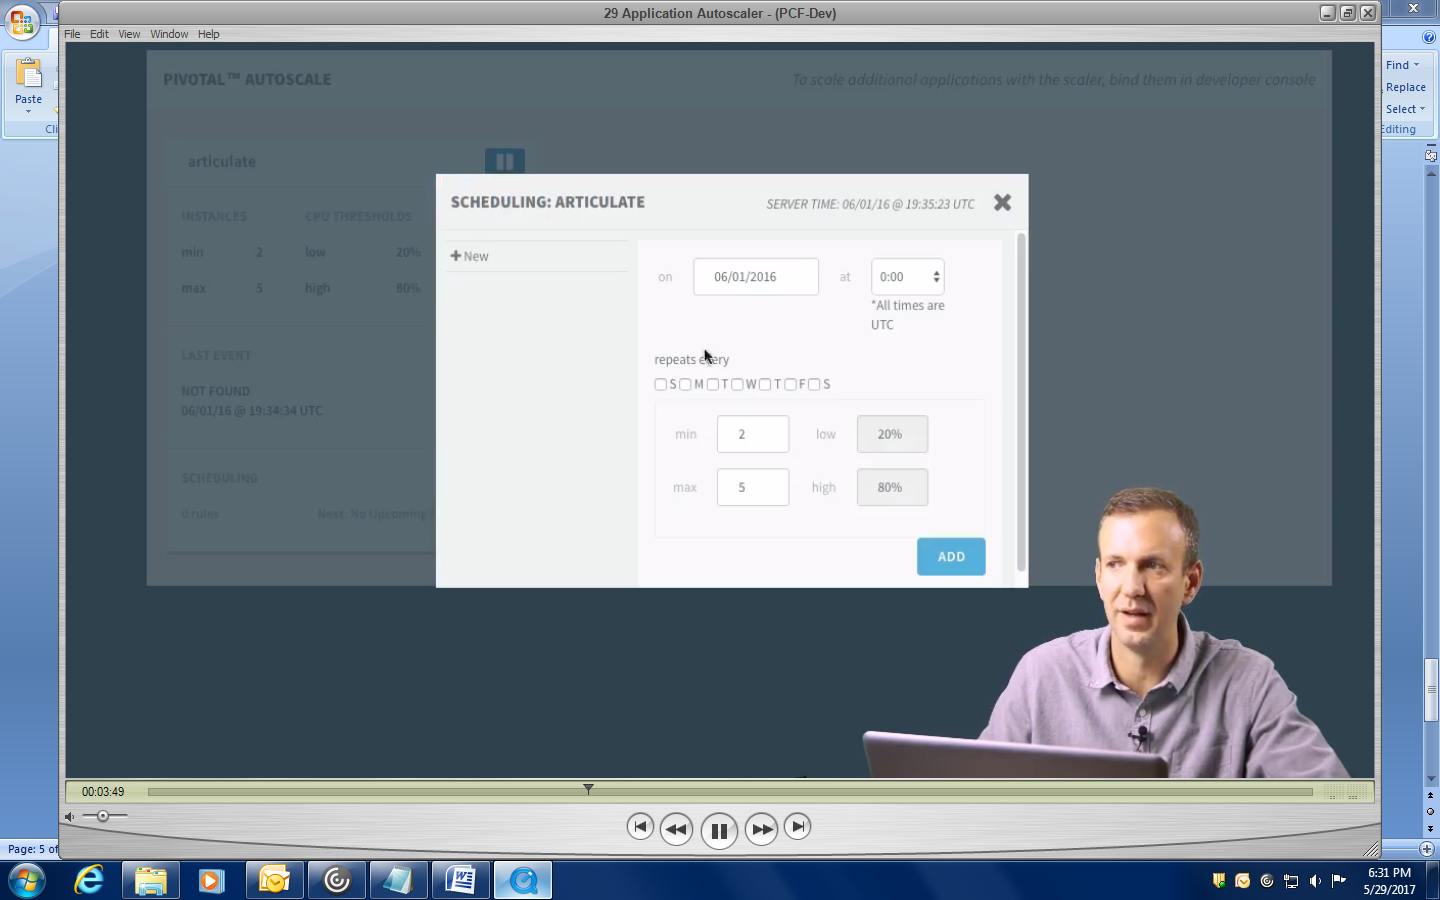 29 Application Autoscaler - (PCF-Dev)
File Edit View Window Help
Paste
Cli
Find
Replace
Select
Editing
PIVOTAL™ AUTOSCALE
To scale additional applications with the scaler, bind them in developer console
articulate
INSTANCES CPU THRESHOLDS
min 2 low 20%
max 5 high 80%
LAST EVENT
NOT FOUND
06/01/16 @ 19:34:34 UTC
SCHEDULING
0 rules Next: No Upcoming
SCHEDULING: ARTICULATE
SERVER TIME: 06/01/16 @ 19:35:23 UTC
New
on 06/01/2016 at 0:00
*All times are
UTC
repeats every
S M T W T F S
min 2 low 20%
max 5 high 80%
ADD
00:03:49
Page: 5 of
6:31 PM
5/29/2017